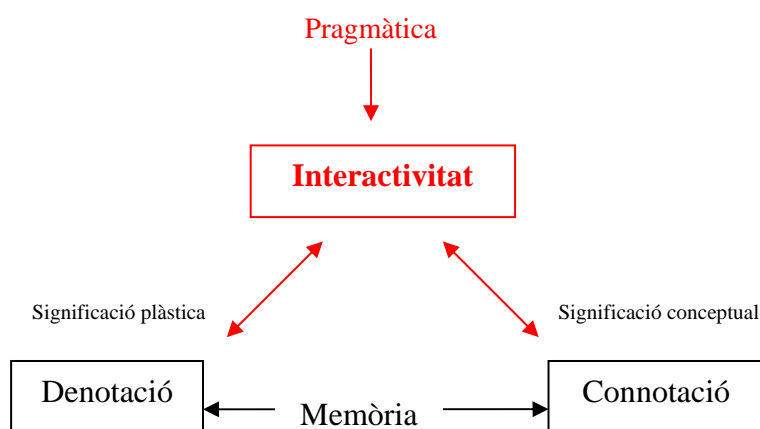 Pragmàtica
Interactivitat
Significació plàstica
Significació conceptual
Denotació
Memòria
Connotació